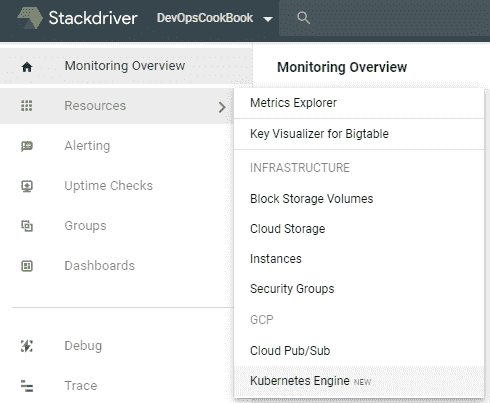 Stackdriver DevOpsCookBook
Monitoring Overview
Resources
Alerting
Uptime Checks
Groups
Dashboards
Debug
Trace
Monitoring Overview
Metrics Explorer
Key Visualizer for Bigtable
INFRASTRUCTURE
Block Storage Volumes
Cloud Storage
Instances
Security Groups
GCP
Cloud Pub/Sub
Kubernetes Engine NEW